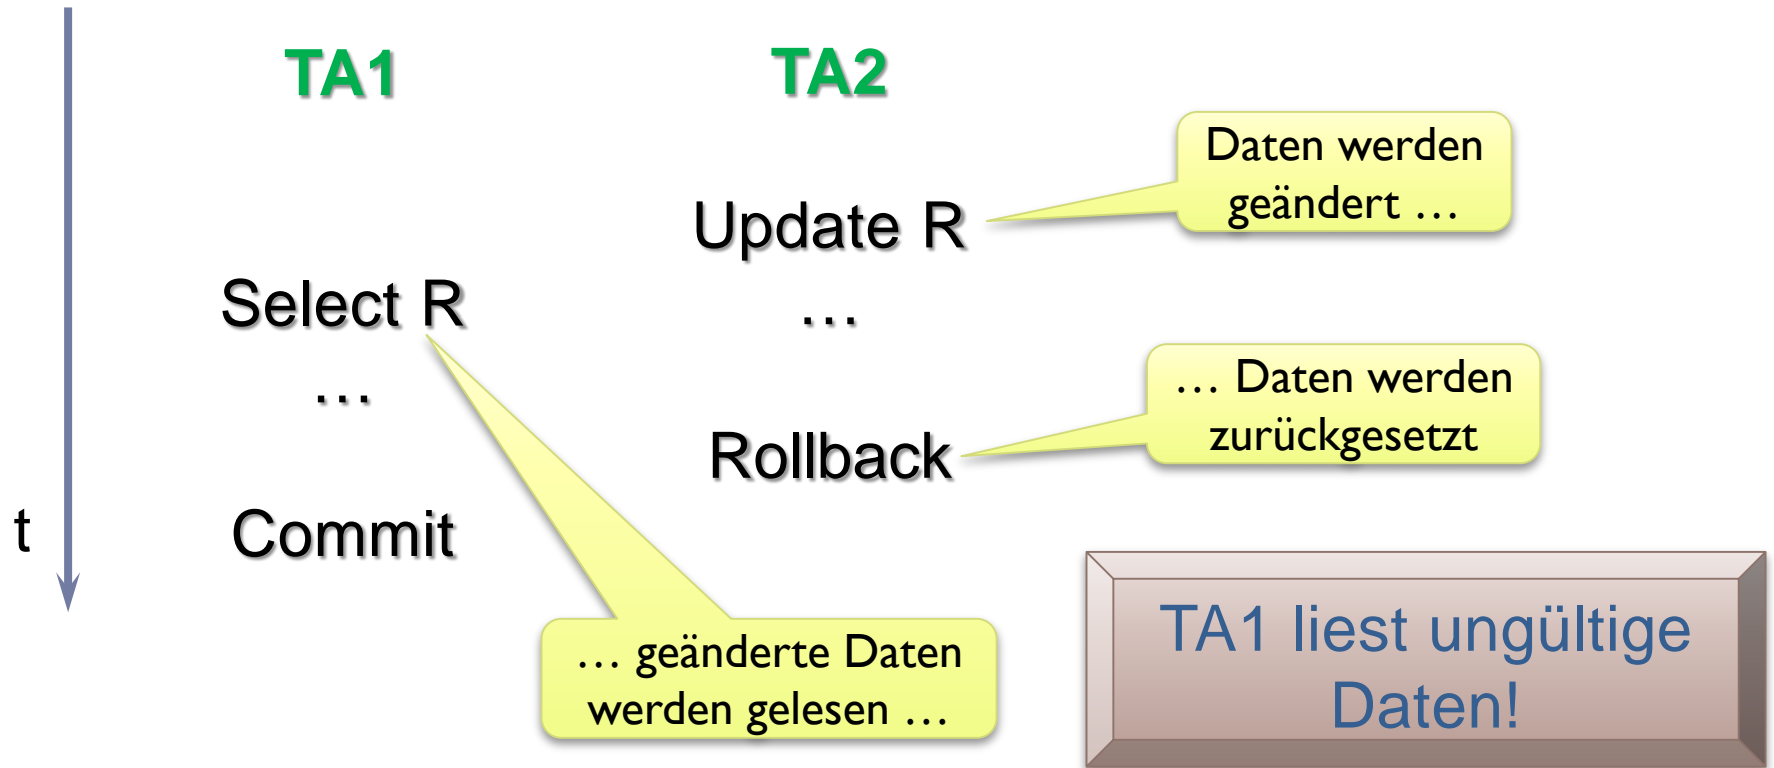 TA1
TA2
Daten werden
geändert …
Update R
Select R
…
…
… Daten werden
zurückgesetzt
Rollback
t
Commit
… geänderte Daten
werden gelesen …
TA1 liest ungültige
Daten!